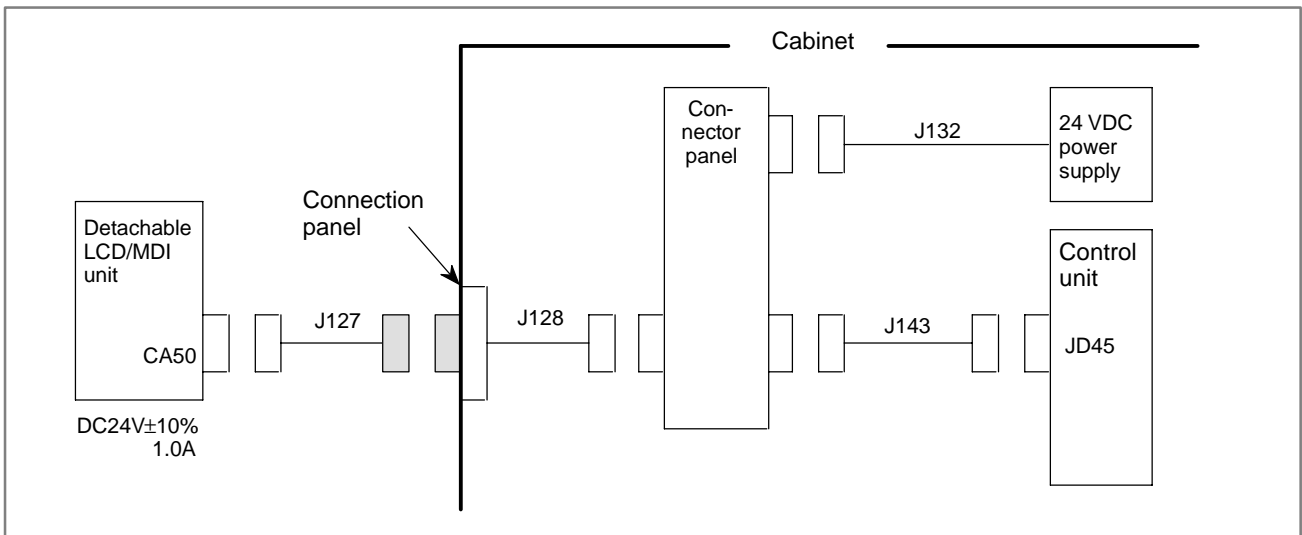 Cabinet
Con-
nector
panel
J132
24 VDC
power
supply
Connection
panel
Detachable
LCD/MDI
unit
CA50
J127
J128
J143
Control
unit
JD45
DC24V±10%
1.0A